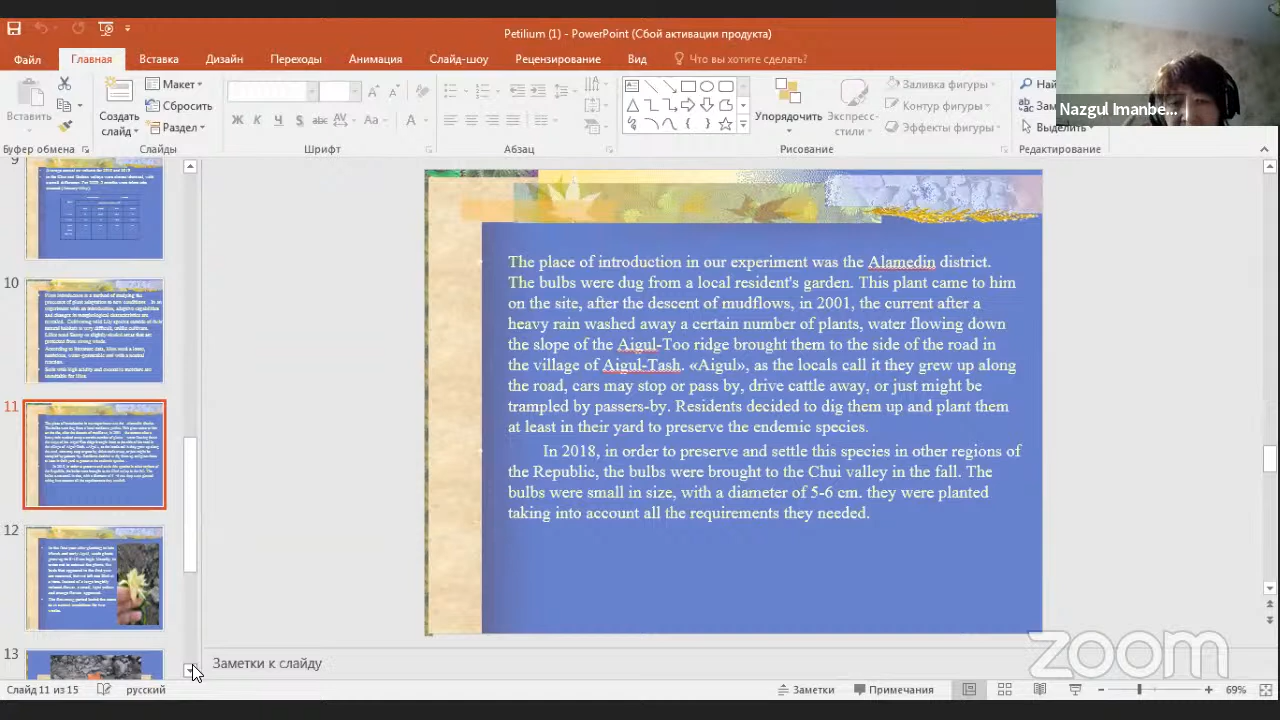 Petilium (1) - PowerPoint (Сбой активации продукта)
Файл
Главная
Вставка
Дизайн
Переходы
Анимация
Слайд-шоу
Рецензирование
Вид
Что вы хотите сделать?
Вставить
Создать слайд
Макет
Сбросить
Раздел
Ж К Ч S abc AV Aa A
Упорядочить
Экспресс-стили
Заливка фигуры
Контур фигуры
Эффекты фигуры
Най
Зам
Выделить
буфер обмена
Слайды
Шрифт
Абзац
Рисование
Редактирование
Nazgul Imanbe...
9
10
11
12
13
The place of introduction in our experiment was the Alamedin district.
The bulbs were dug from a local resident's garden. This plant came to him
on the site, after the descent of mudflows, in 2001, the current after a
heavy rain washed away a certain number of plants, water flowing down
the slope of the Aigul-Too ridge brought them to the side of the road in
the village of Aigul-Tash. «Aigul», as the locals call it they grew up along
the road, cars may stop or pass by, drive cattle away, or just might be
trampled by passers-by. Residents decided to dig them up and plant them
at least in their yard to preserve the endemic species.
In 2018, in order to preserve and settle this species in other regions of
the Republic, the bulbs were brought to the Chui valley in the fall. The
bulbs were small in size, with a diameter of 5-6 cm. they were planted
taking into account all the requirements they needed.
Заметки к слайду
zoom
Слайд 11 из 15
русский
Заметки
Примечания
69%